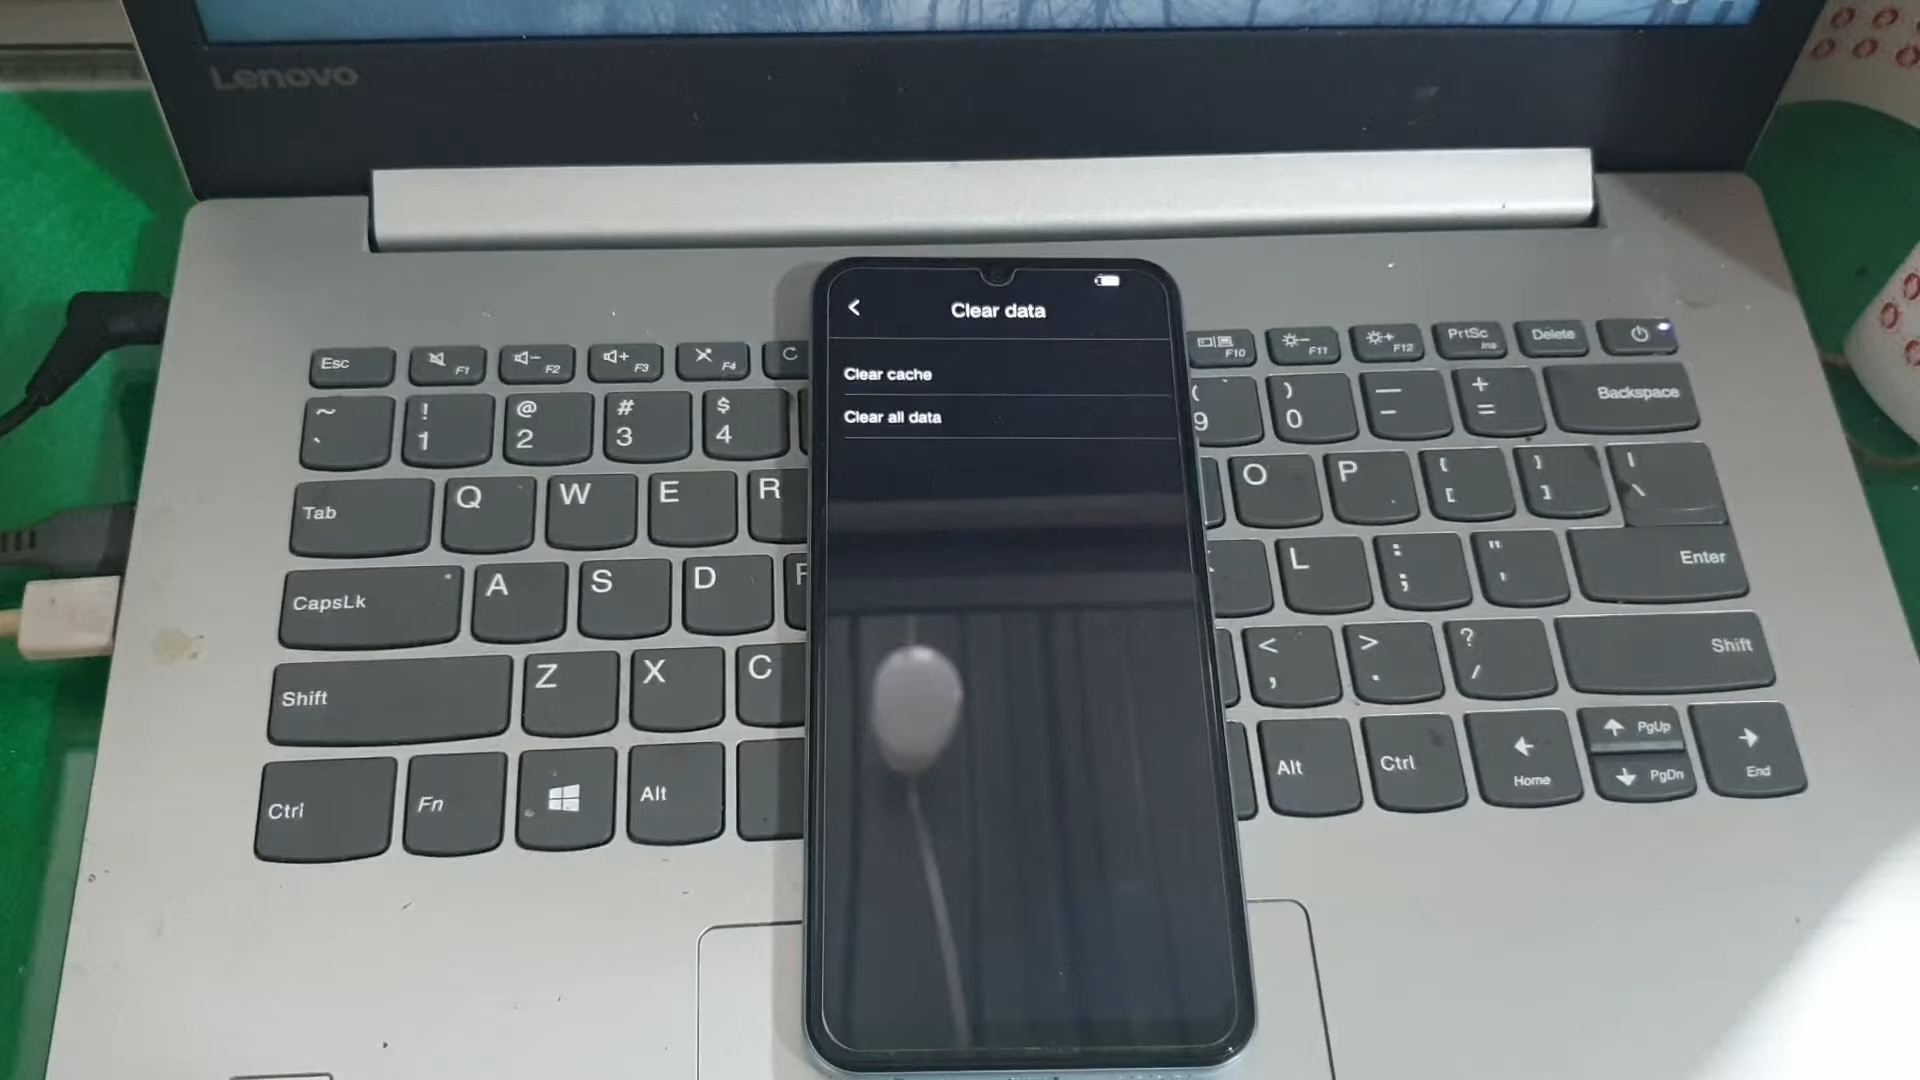 Lenovo
Clear data
Clear cache
Clear all data
Esc
F1
F2
F3
F4
C
F10
F11
F12
PrtSc
Ins
Delete
~
`
!
1
@
2
#
3
$
4
(
9
)
0
—
-
+
=
Backspace
Tab
Q
W
E
R
O
P
[
[
]
]
|
\
CapsLk
A
S
D
F
L
:
;
"
'
Enter
Shift
Z
X
C
<
,
>
.
?
/
Shift
Ctrl
Fn
Alt
Alt
Ctrl
Home
PgUp
PgDn
End